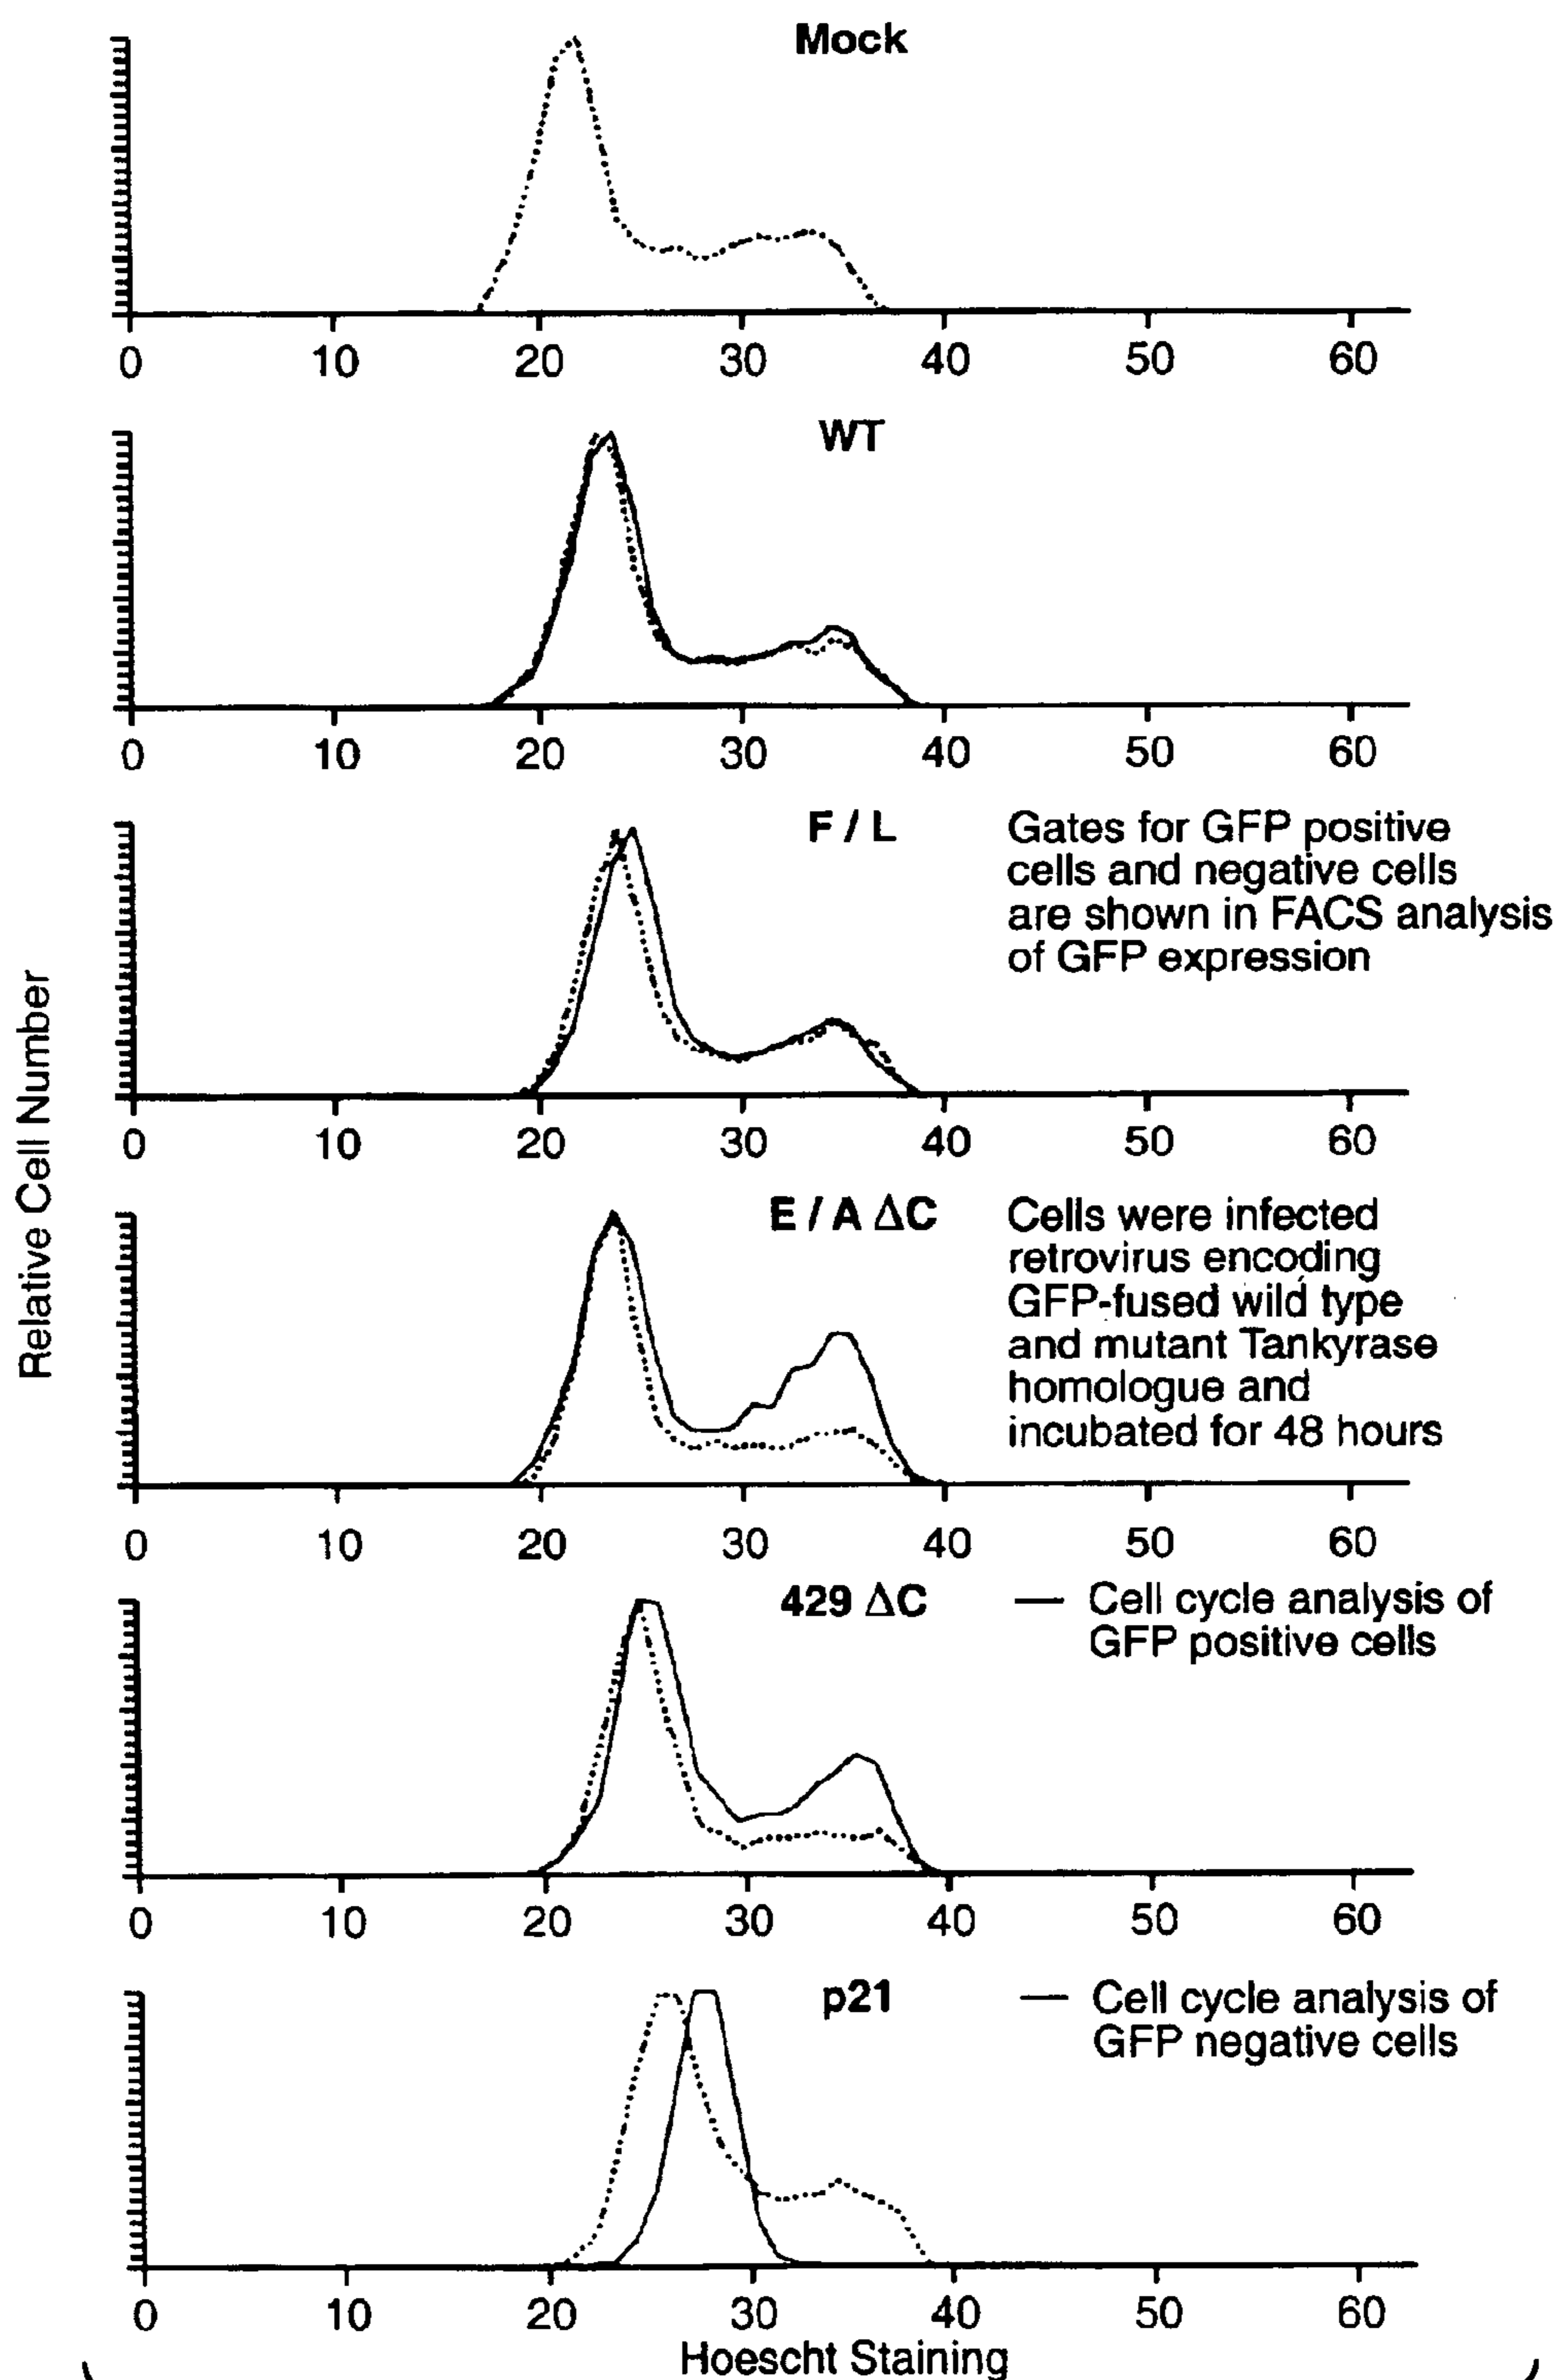 Mock
0 10 20 30 40 50 60
WT
0 10 20 30 40 50 60
F / L
Gates for GFP positive
cells and negative cells
are shown in FACS analysis
of GFP expression
0 10 20 30 40 50 60
Relative Cell Number
E / A ΔC
Cells were infected
retrovirus encoding
GFP-fused wild type
and mutant Tankyrase
homologue and
incubated for 48 hours
0 10 20 30 40 50 60
429 ΔC
— Cell cycle analysis of
GFP positive cells
0 10 20 30 40 50 60
p21
— Cell cycle analysis of
GFP negative cells
0 10 20 30 40 50 60
Hoescht Staining